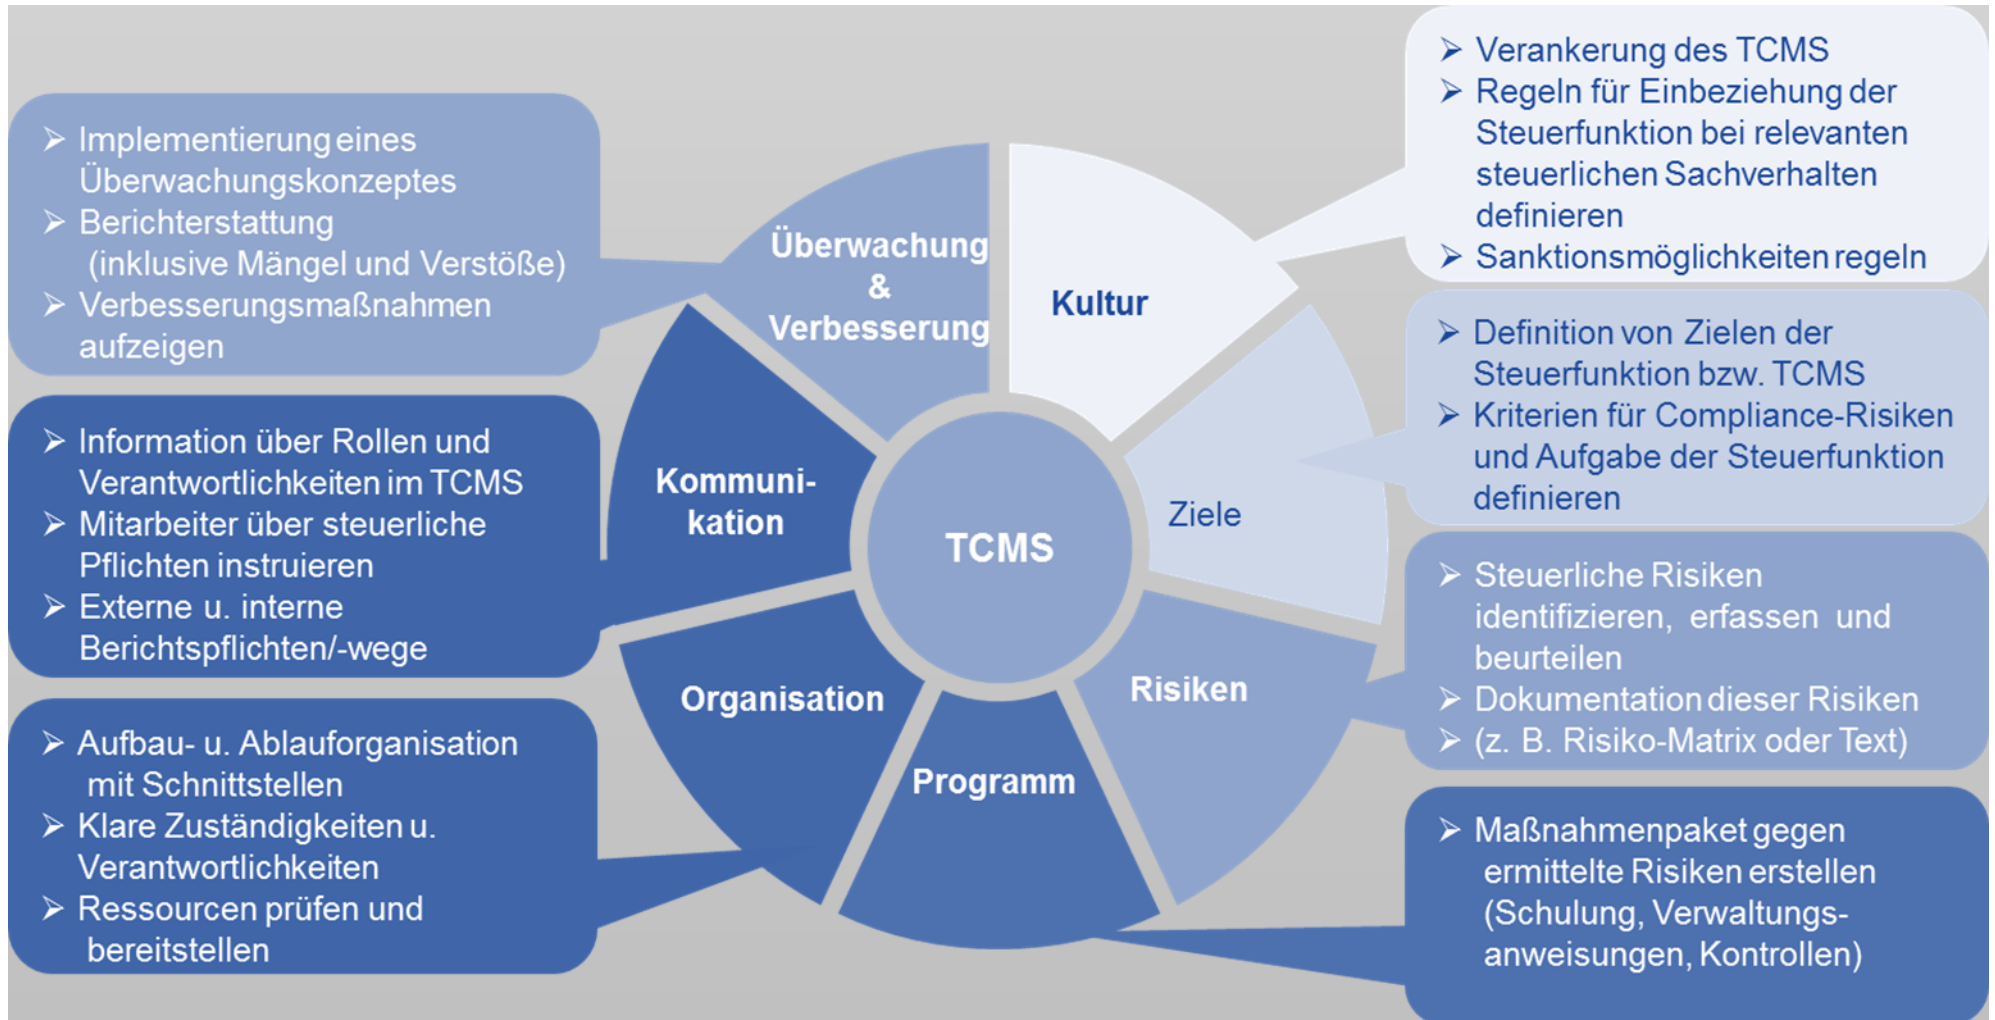 ➢ Verankerung des TCMS
➢ Regeln für Einbeziehung der
Steuerfunktion bei relevanten
steuerlichen Sachverhalten
definieren
➢ Sanktionsmöglichkeiten regeln
➢ Implementierung eines
Überwachungskonzeptes
➢ Berichterstattung
(inklusive Mängel und Verstöße)
➢ Verbesserungsmaßnahmen
aufzeigen
Überwachung
&
Verbesserung
Kultur
➢ Definition von Zielen der
Steuerfunktion bzw. TCMS
➢ Kriterien für Compliance-Risiken
und Aufgabe der Steuerfunktion
definieren
➢ Information über Rollen und
Verantwortlichkeiten im TCMS
➢ Mitarbeiter über steuerliche
Pflichten instruieren
➢ Externe u. interne
Berichtspflichten/-wege
Kommuni-
kation
TCMS
Ziele
➢ Steuerliche Risiken
identifizieren, erfassen und
beurteilen
➢ Dokumentation dieser Risiken
➢ (z. B. Risiko-Matrix oder Text)
Organisation
Programm
Risiken
➢ Aufbau- u. Ablauforganisation
mit Schnittstellen
➢ Klare Zuständigkeiten u.
Verantwortlichkeiten
➢ Ressourcen prüfen und
bereitstellen
➢ Maßnahmenpaket gegen
ermittelte Risiken erstellen
(Schulung, Verwaltungs-
anweisungen, Kontrollen)